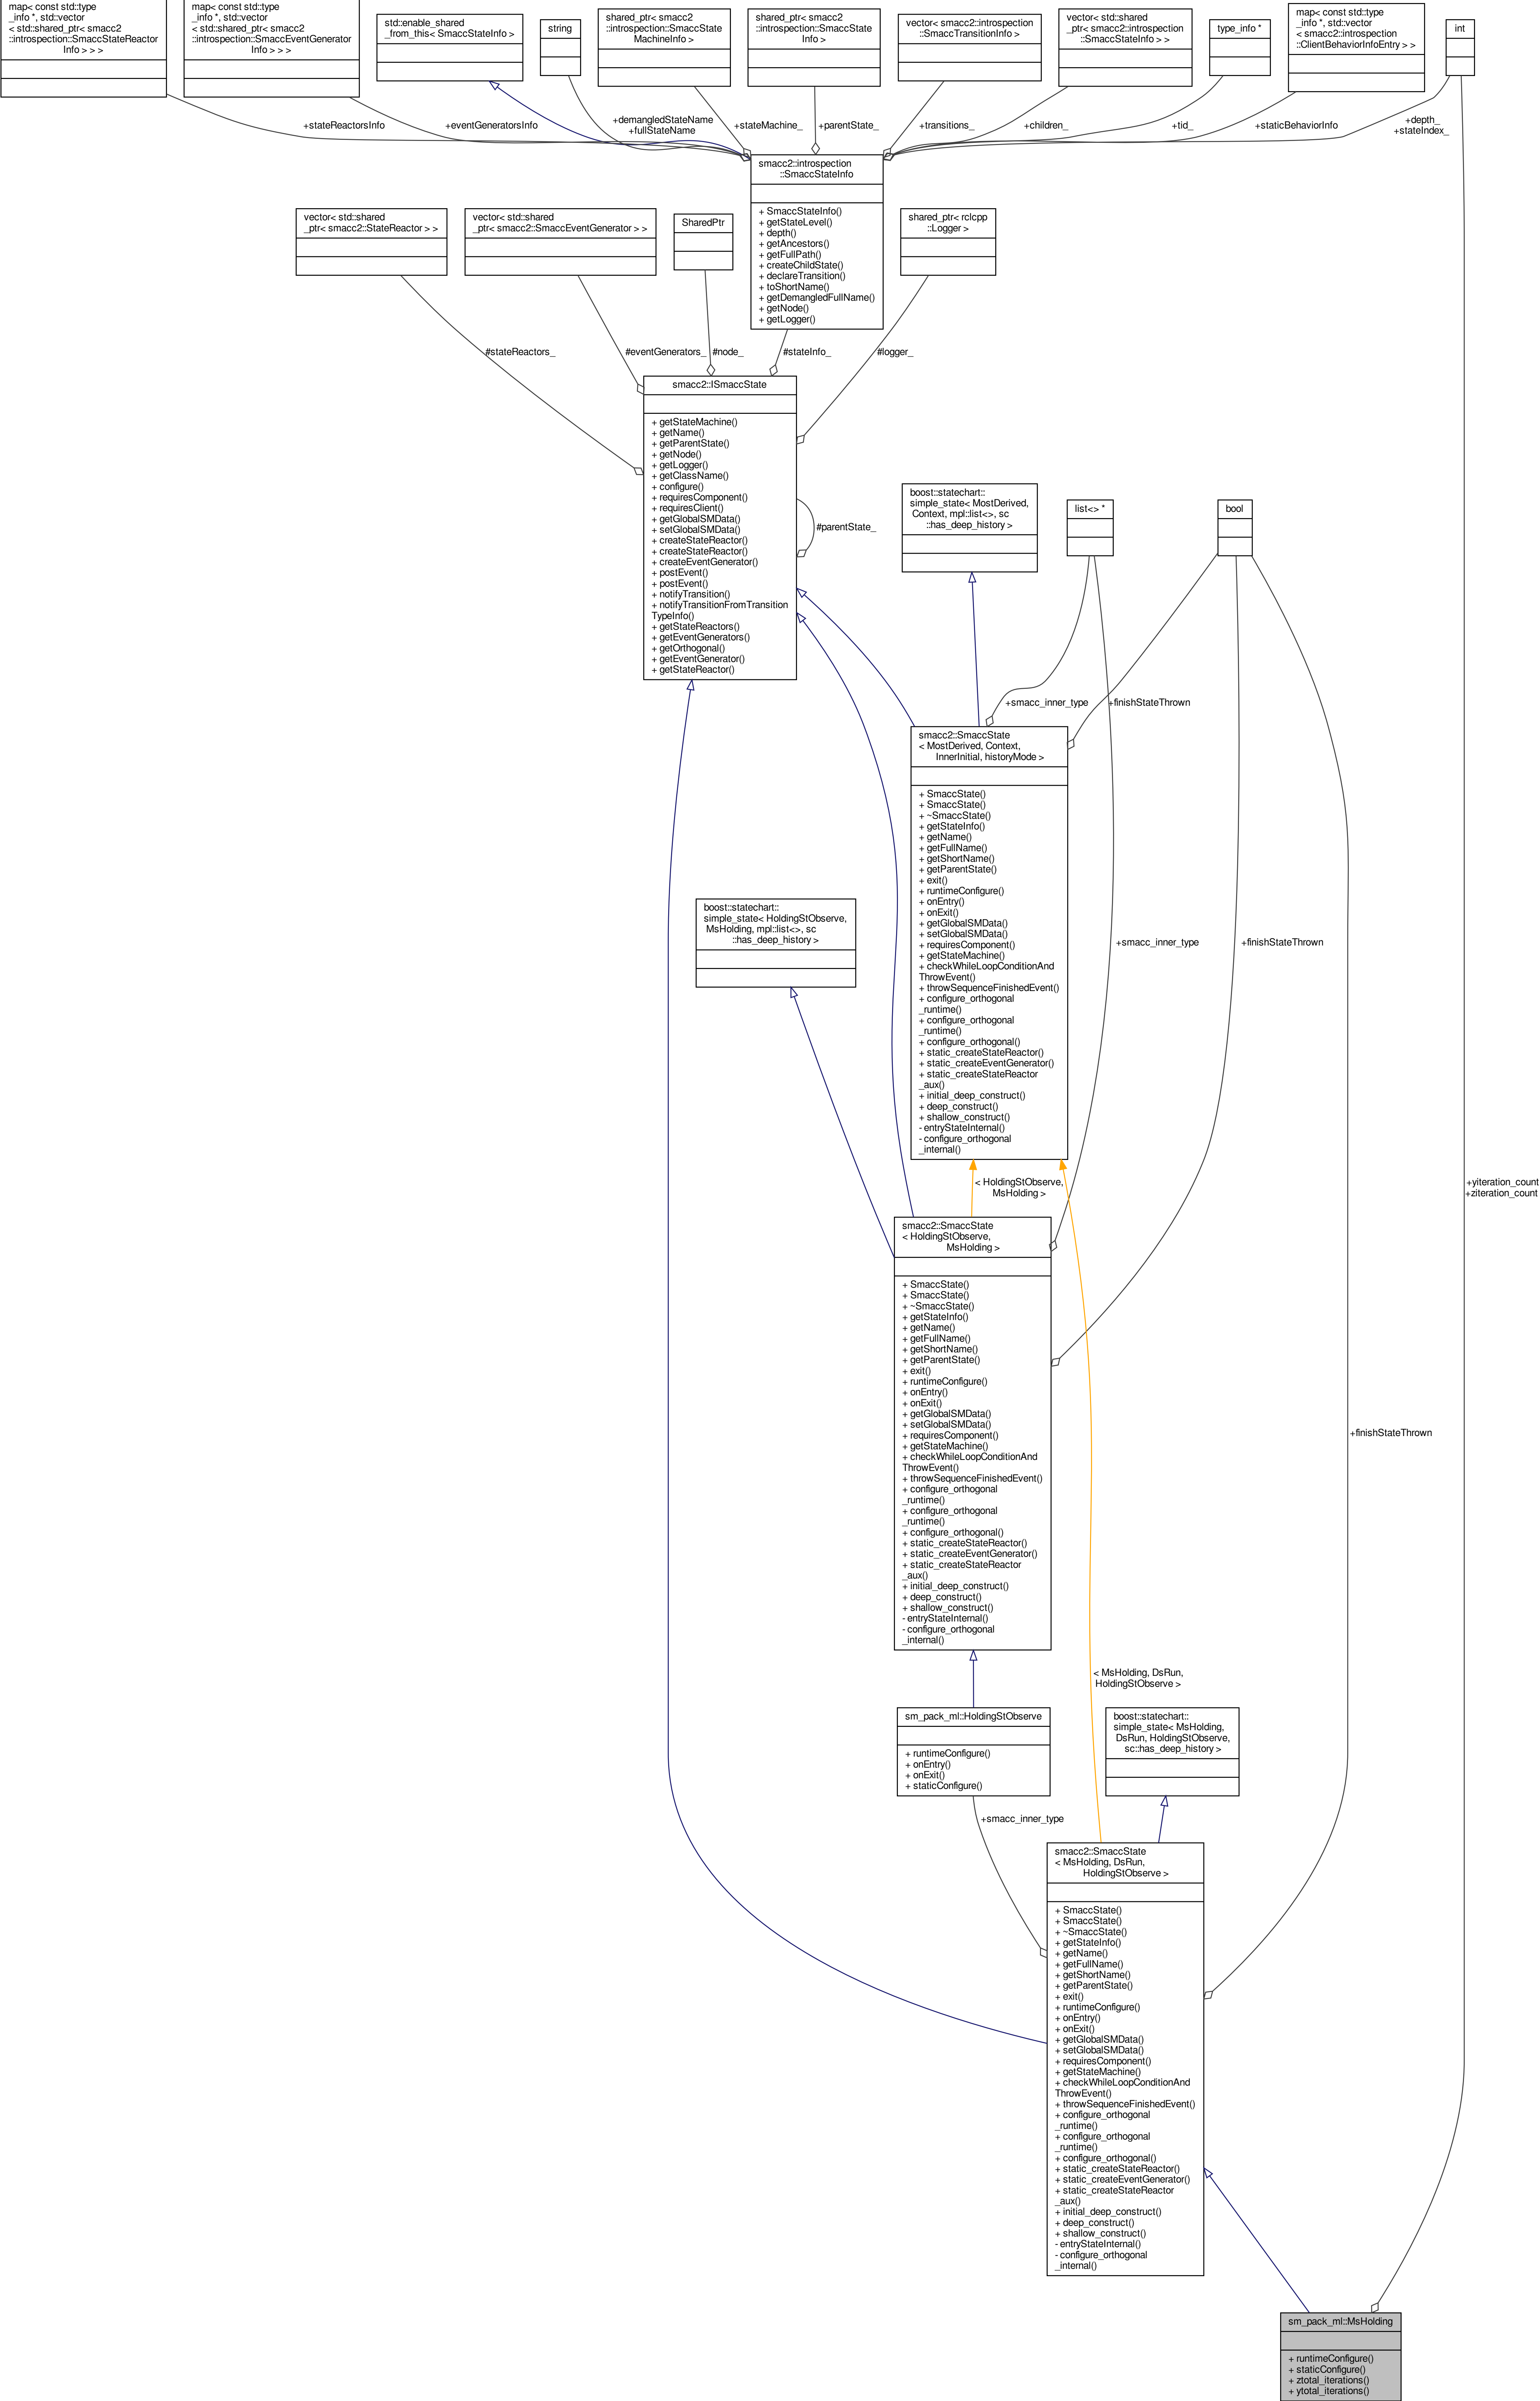 map< const std::type
_info *, std::vector
< std::shared_ptr< smacc2
::introspection::SmaccStateReactor
Info > > >
map< const std::type
_info *, std::vector
< std::shared_ptr< smacc2
::introspection::SmaccEventGenerator
Info > > >
std::enable_shared
_from_this< SmaccStateInfo >
string
shared_ptr< smacc2
::introspection::SmaccState
MachineInfo >
shared_ptr< smacc2
::introspection::SmaccState
Info >
vector< smacc2::introspection
::SmaccTransitionInfo >
vector< std::shared
_ptr< smacc2::introspection
::SmaccStateInfo > >
type_info *
map< const std::type
_info *, std::vector
< smacc2::introspection
::ClientBehaviorInfoEntry > >
int
+stateReactorsInfo
+eventGeneratorsInfo
+demangledStateName
+fullStateName
+stateMachine_
+parentState_
+transitions_
+children_
+tid_
+staticBehaviorInfo
+depth_
+stateIndex_
smacc2::introspection
::SmaccStateInfo
+ SmaccStateInfo()
+ getStateLevel()
+ depth()
+ getAncestors()
+ getFullPath()
+ createChildState()
+ declareTransition()
+ toShortName()
+ getDemangledFullName()
+ getNode()
+ getLogger()
vector< std::shared
_ptr< smacc2::StateReactor > >
vector< std::shared
_ptr< smacc2::SmaccEventGenerator > >
SharedPtr
shared_ptr< rclcpp
::Logger >
#stateReactors_
#eventGenerators_
#node_
#stateInfo_
#logger_
smacc2::ISmaccState
+ getStateMachine()
+ getName()
+ getParentState()
+ getNode()
+ getLogger()
+ getClassName()
+ configure()
+ requiresComponent()
+ requiresClient()
+ getGlobalSMData()
+ setGlobalSMData()
+ createStateReactor()
+ createStateReactor()
+ createEventGenerator()
+ postEvent()
+ postEvent()
+ notifyTransition()
+ notifyTransitionFromTransition
TypeInfo()
+ getStateReactors()
+ getEventGenerators()
+ getOrthogonal()
+ getEventGenerator()
+ getStateReactor()
#parentState_
boost::statechart::
simple_state< MostDerived,
Context, mpl::list<>, sc
::has_deep_history >
list<> *
bool
+smacc_inner_type
+finishStateThrown
smacc2::SmaccState
< MostDerived, Context,
InnerInitial, historyMode >
+ SmaccState()
+ SmaccState()
+ ~SmaccState()
+ getStateInfo()
+ getName()
+ getFullName()
+ getShortName()
+ getParentState()
+ exit()
+ runtimeConfigure()
+ onEntry()
+ onExit()
+ getGlobalSMData()
+ setGlobalSMData()
+ requiresComponent()
+ getStateMachine()
+ checkWhileLoopConditionAnd
ThrowEvent()
+ throwSequenceFinishedEvent()
+ configure_orthogonal
_runtime()
+ configure_orthogonal
_runtime()
+ configure_orthogonal()
+ static_createStateReactor()
+ static_createEventGenerator()
+ static_createStateReactor
_aux()
+ initial_deep_construct()
+ deep_construct()
+ shallow_construct()
- entryStateInternal()
- configure_orthogonal
_internal()
boost::statechart::
simple_state< HoldingStObserve,
MsHolding, mpl::list<>, sc
::has_deep_history >
+smacc_inner_type
+finishStateThrown
< HoldingStObserve,
MsHolding >
+yiteration_count
+ziteration_count
smacc2::SmaccState
< HoldingStObserve,
MsHolding >
+ SmaccState()
+ SmaccState()
+ ~SmaccState()
+ getStateInfo()
+ getName()
+ getFullName()
+ getShortName()
+ getParentState()
+ exit()
+ runtimeConfigure()
+ onEntry()
+ onExit()
+ getGlobalSMData()
+ setGlobalSMData()
+ requiresComponent()
+ getStateMachine()
+ checkWhileLoopConditionAnd
ThrowEvent()
+ throwSequenceFinishedEvent()
+ configure_orthogonal
_runtime()
+ configure_orthogonal
_runtime()
+ configure_orthogonal()
+ static_createStateReactor()
+ static_createEventGenerator()
+ static_createStateReactor
_aux()
+ initial_deep_construct()
+ deep_construct()
+ shallow_construct()
- entryStateInternal()
- configure_orthogonal
_internal()
+finishStateThrown
< MsHolding, DsRun,
HoldingStObserve >
sm_pack_ml::HoldingStObserve
+ runtimeConfigure()
+ onEntry()
+ onExit()
+ staticConfigure()
boost::statechart::
simple_state< MsHolding,
DsRun, HoldingStObserve,
sc::has_deep_history >
+smacc_inner_type
smacc2::SmaccState
< MsHolding, DsRun,
HoldingStObserve >
+ SmaccState()
+ SmaccState()
+ ~SmaccState()
+ getStateInfo()
+ getName()
+ getFullName()
+ getShortName()
+ getParentState()
+ exit()
+ runtimeConfigure()
+ onEntry()
+ onExit()
+ getGlobalSMData()
+ setGlobalSMData()
+ requiresComponent()
+ getStateMachine()
+ checkWhileLoopConditionAnd
ThrowEvent()
+ throwSequenceFinishedEvent()
+ configure_orthogonal
_runtime()
+ configure_orthogonal
_runtime()
+ configure_orthogonal()
+ static_createStateReactor()
+ static_createEventGenerator()
+ static_createStateReactor
_aux()
+ initial_deep_construct()
+ deep_construct()
+ shallow_construct()
- entryStateInternal()
- configure_orthogonal
_internal()
sm_pack_ml::MsHolding
+ runtimeConfigure()
+ staticConfigure()
+ ztotal_iterations()
+ ytotal_iterations()